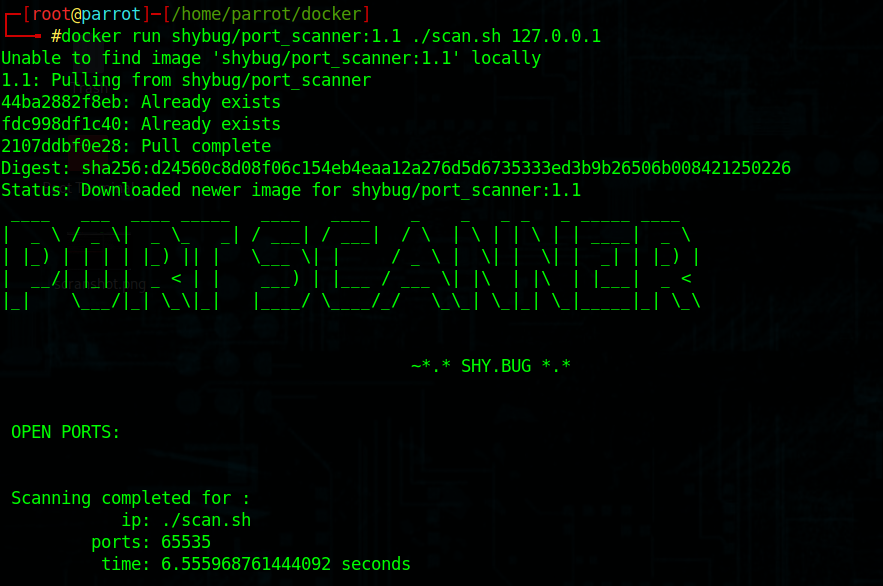 ┌─[root@parrot]─[/home/parrot/docker]
└──╼ #docker run shybug/port_scanner:1.1 ./scan.sh 127.0.0.1
Unable to find image 'shybug/port_scanner:1.1' locally
1.1: Pulling from shybug/port_scanner
44ba2882f8eb: Already exists
fdc998df1c40: Already exists
2107ddbf0e28: Pull complete
Digest: sha256:d24560c8d08f06c154eb4eaa12a276d5d6735333ed3b9b26506b008421250226
Status: Downloaded newer image for shybug/port_scanner:1.1
PORT SCANNER
~*.* SHY.BUG *.*
OPEN PORTS:
Scanning completed for :
ip: ./scan.sh
ports: 65535
time: 6.555968761444092 seconds